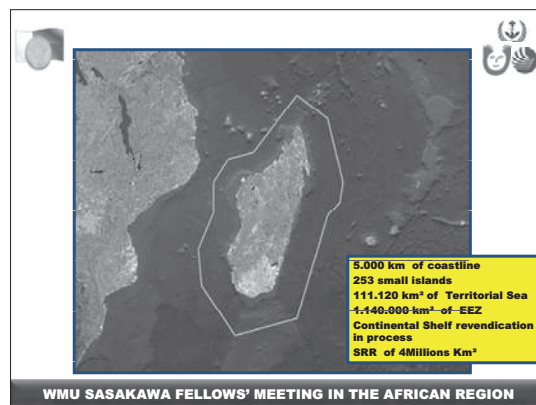 5.000 km of coastline
253 small islands
111.120 km² of Territorial Sea
1.140.000 km² of EEZ
Continental Shelf revendication
in process
SRR of 4Millions Km²
WMU SASAKAWA FELLOWS’ MEETING IN THE AFRICAN REGION